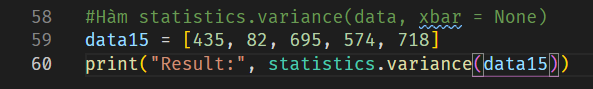 58 #Hàm statistics.variance(data, xbar = None)
59 data15 = [435, 82, 695, 574, 718]
60 print("Result:", statistics.variance(data15))